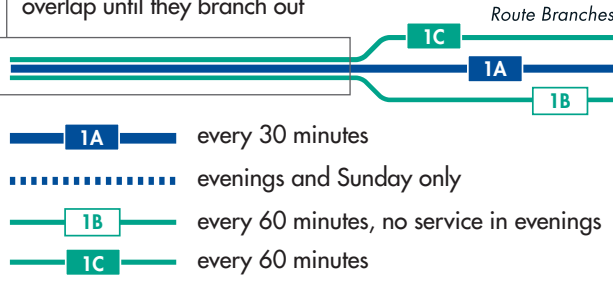 overlap until they branch out
Route Branches
1C
1A
1B
1A every 30 minutes
evenings and Sunday only
1B every 60 minutes, no service in evenings
1C every 60 minutes